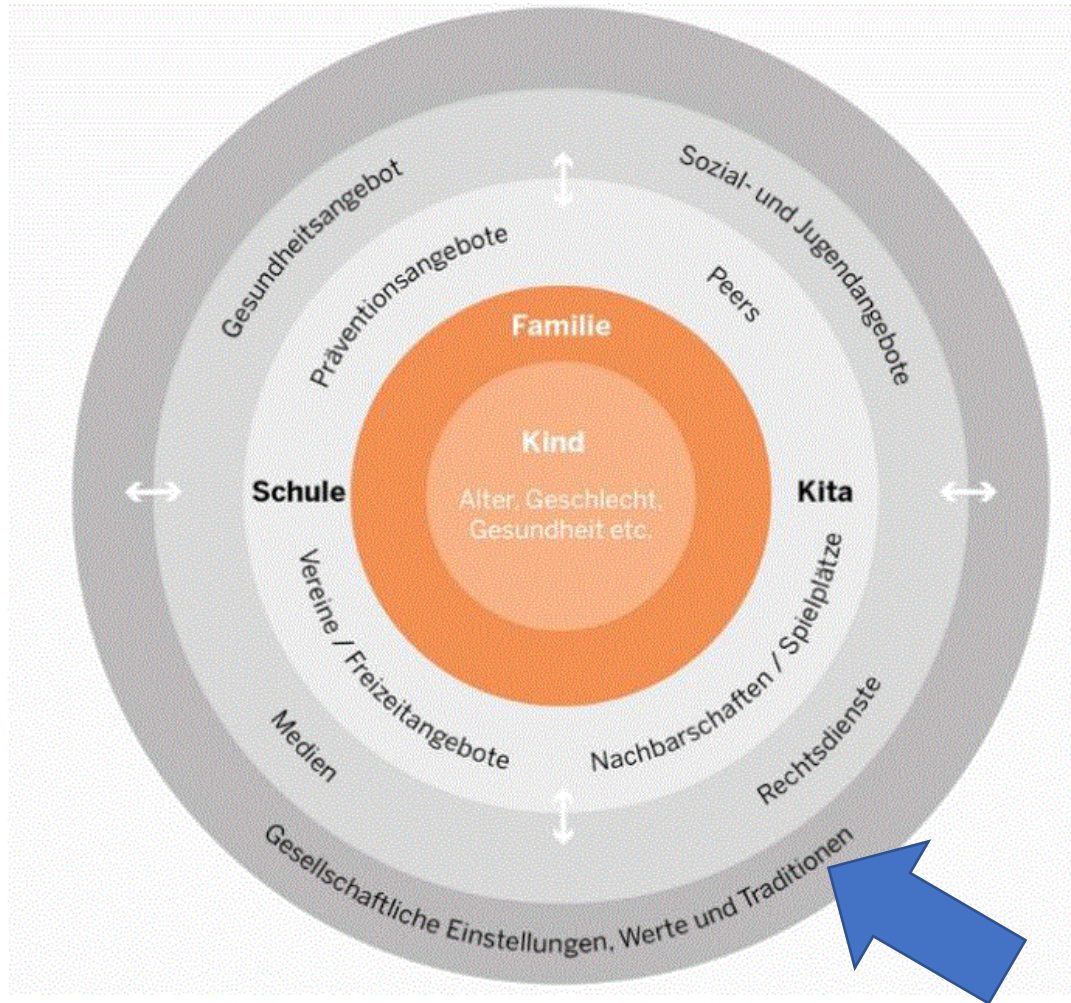 Gesundheitsangebot
Sozial- und Jugendangebote
Präventionsangebote
Peers
Familie
Kind
Alter, Geschlecht,
Gesundheit etc.
Schule
Kita
Vereine / Freizeitangebote
Nachbarschaften / Spielplätze
Medien
Rechtsdienste
Gesellschaftliche Einstellungen, Werte und Traditionen